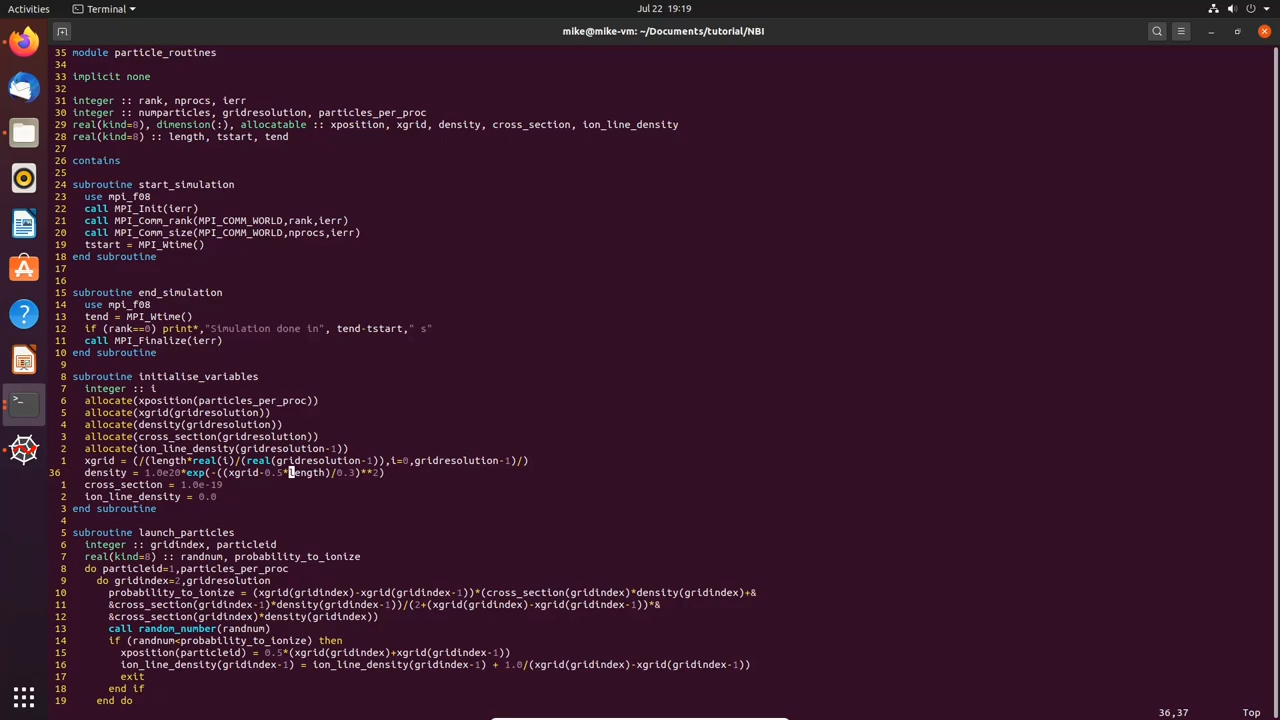 Activities
Terminal
Jul 22 19:19
mike@mike-vm: ~/Documents/tutorial/NBI
35 module particle_routines
34
33 implicit none
32
31 integer :: rank, nprocs, ierr
30 integer :: numparticles, gridresolution, particles_per_proc
29 real(kind=8), dimension(:), allocatable :: xposition, xgrid, density, cross_section, ion_line_density
28 real(kind=8) :: length, tstart, tend
27
26 contains
25
24 subroutine start_simulation
23   use mpi_f08
22   call MPI_Init(ierr)
21   call MPI_Comm_rank(MPI_COMM_WORLD,rank,ierr)
20   call MPI_Comm_size(MPI_COMM_WORLD,nprocs,ierr)
19   tstart = MPI_Wtime()
18 end subroutine
17
16
15 subroutine end_simulation
14   use mpi_f08
13   tend = MPI_Wtime()
12   if (rank==0) print*,"Simulation done in", tend-tstart," s"
11   call MPI_Finalize(ierr)
10 end subroutine
9
8 subroutine initialise_variables
7   integer :: i
6   allocate(xposition(particles_per_proc))
5   allocate(xgrid(gridresolution))
4   allocate(density(gridresolution))
3   allocate(cross_section(gridresolution))
2   allocate(ion_line_density(gridresolution-1))
1   xgrid = (/(length*real(i)/(real(gridresolution-1)),i=0,gridresolution-1)/)
36   density = 1.0e20*exp(-((xgrid-0.5*length)/0.3)**2)
1   cross_section = 1.0e-19
2   ion_line_density = 0.0
3 end subroutine
4
5 subroutine launch_particles
6   integer :: gridindex, particleid
7   real(kind=8) :: randnum, probability_to_ionize
8   do particleid=1,particles_per_proc
9     do gridindex=2,gridresolution
10       probability_to_ionize = (xgrid(gridindex)-xgrid(gridindex-1))*(cross_section(gridindex)*density(gridindex)+&
11       &cross_section(gridindex-1)*density(gridindex-1))/(2+(xgrid(gridindex)-xgrid(gridindex-1))*&
12       &cross_section(gridindex)*density(gridindex))
13       call random_number(randnum)
14       if (randnum<probability_to_ionize) then
15         xposition(particleid) = 0.5*(xgrid(gridindex)+xgrid(gridindex-1))
16         ion_line_density(gridindex-1) = ion_line_density(gridindex-1) + 1.0/(xgrid(gridindex)-xgrid(gridindex-1))
17         exit
18       end if
19     end do
36,37 Top